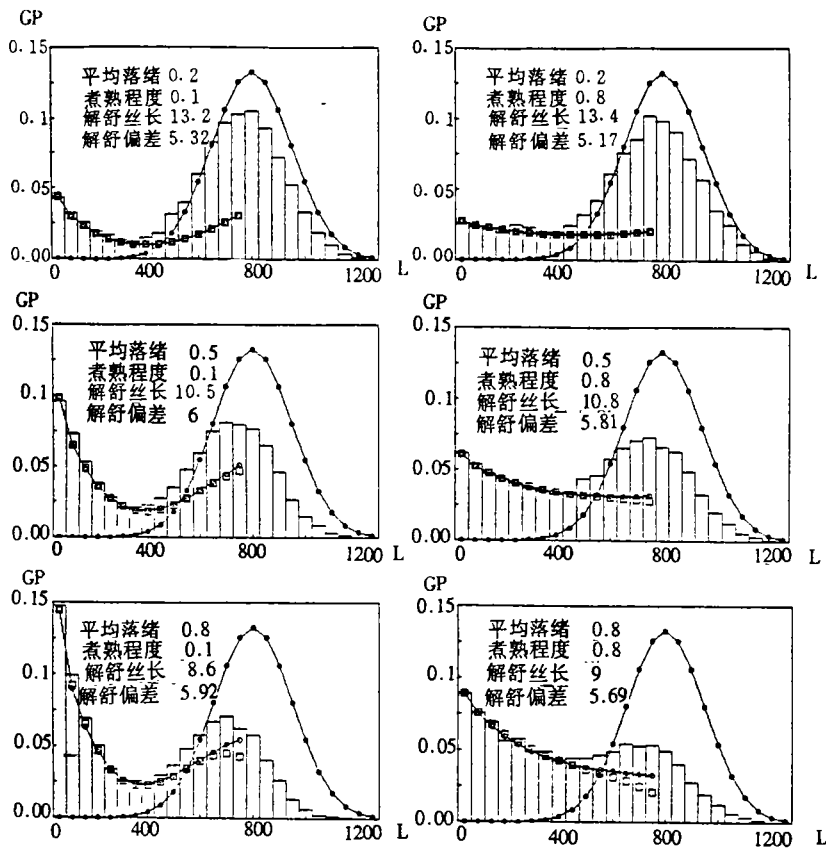 GP
0.15
0.1
0.05
0.00
平均落绪 0.2
煮熟程度 0.1
解舒丝长 13.2
解舒偏差 5.32
400
800
1200 L
GP
平均落绪 0.2
煮熟程度 0.8
解舒丝长 13.4
解舒偏差 5.17
0.15
0.1
0.05
0.00
400
800
1200 L
GP
0.15
0.1
0.05
0.00
平均落绪 0.5
煮熟程度 0.1
解舒丝长 10.5
解舒偏差 6
0
400
800
1200 L
GP
0.15
0.1
0.05
0.00
平均落绪 0.5
煮熟程度 0.8
解舒丝长 10.8
解舒偏差 5.81
0
400
800
1200 L
GP
0.15
0.1
0.05
0.00
平均落绪 0.8
煮熟程度 0.1
解舒丝长 8.6
解舒偏差 5.92
0
400
800
1200 L
GP
0.15
0.1
0.05
0.00
平均落绪 0.8
煮熟程度 0.8
解舒丝长 9
解舒偏差 5.69
0
400
800
1200 L